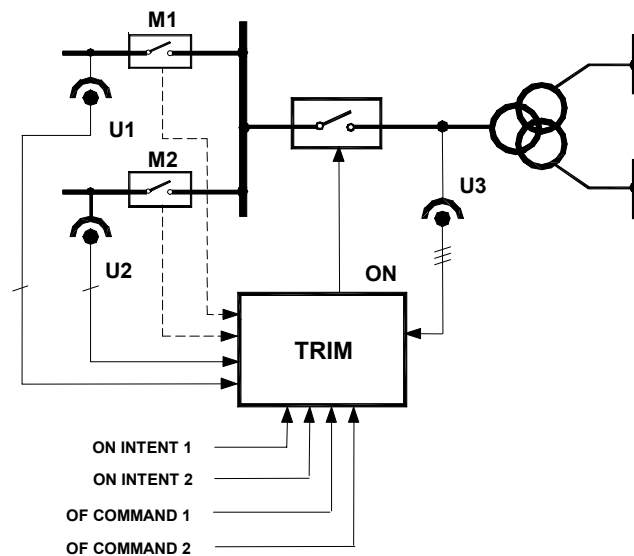 M1
U1
M2
U2
U3
ON
TRIM
ON INTENT 1
ON INTENT 2
OF COMMAND 1
OF COMMAND 2